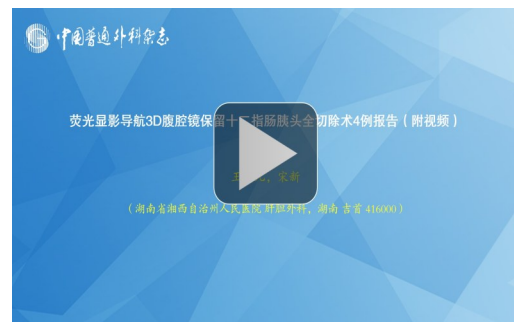 中国普通外科杂志
荧光显影导航3D腹腔镜保留十二指肠胰头全切除术4例报告（附视频）
宋新
（湖南省湘西自治州人民医院 肝胆外科，湖南 吉首 416000）